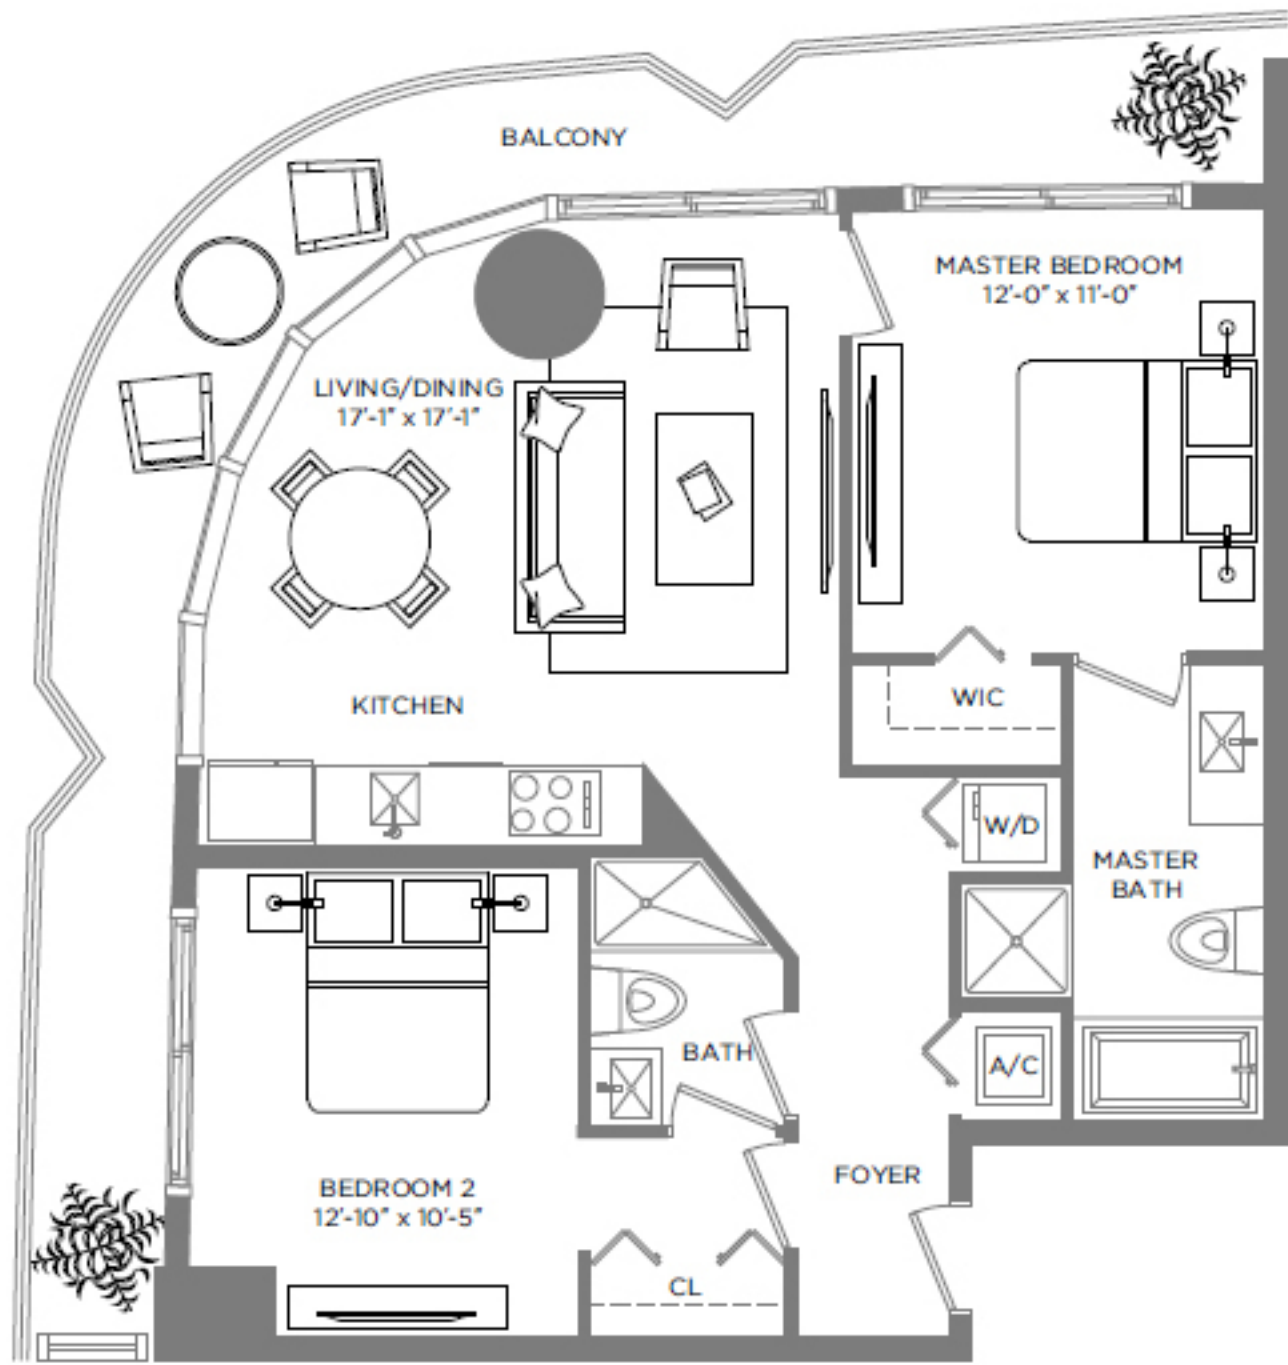 BALCONY
MASTER BEDROOM
12'-0" x 11'-0"
LIVING/DINING
17'-1" x 17'-1"
KITCHEN
WIC
W/D
MASTER
BATH
BATH
A/C
FOYER
BEDROOM 2
12'-10" x 10'-5"
CL